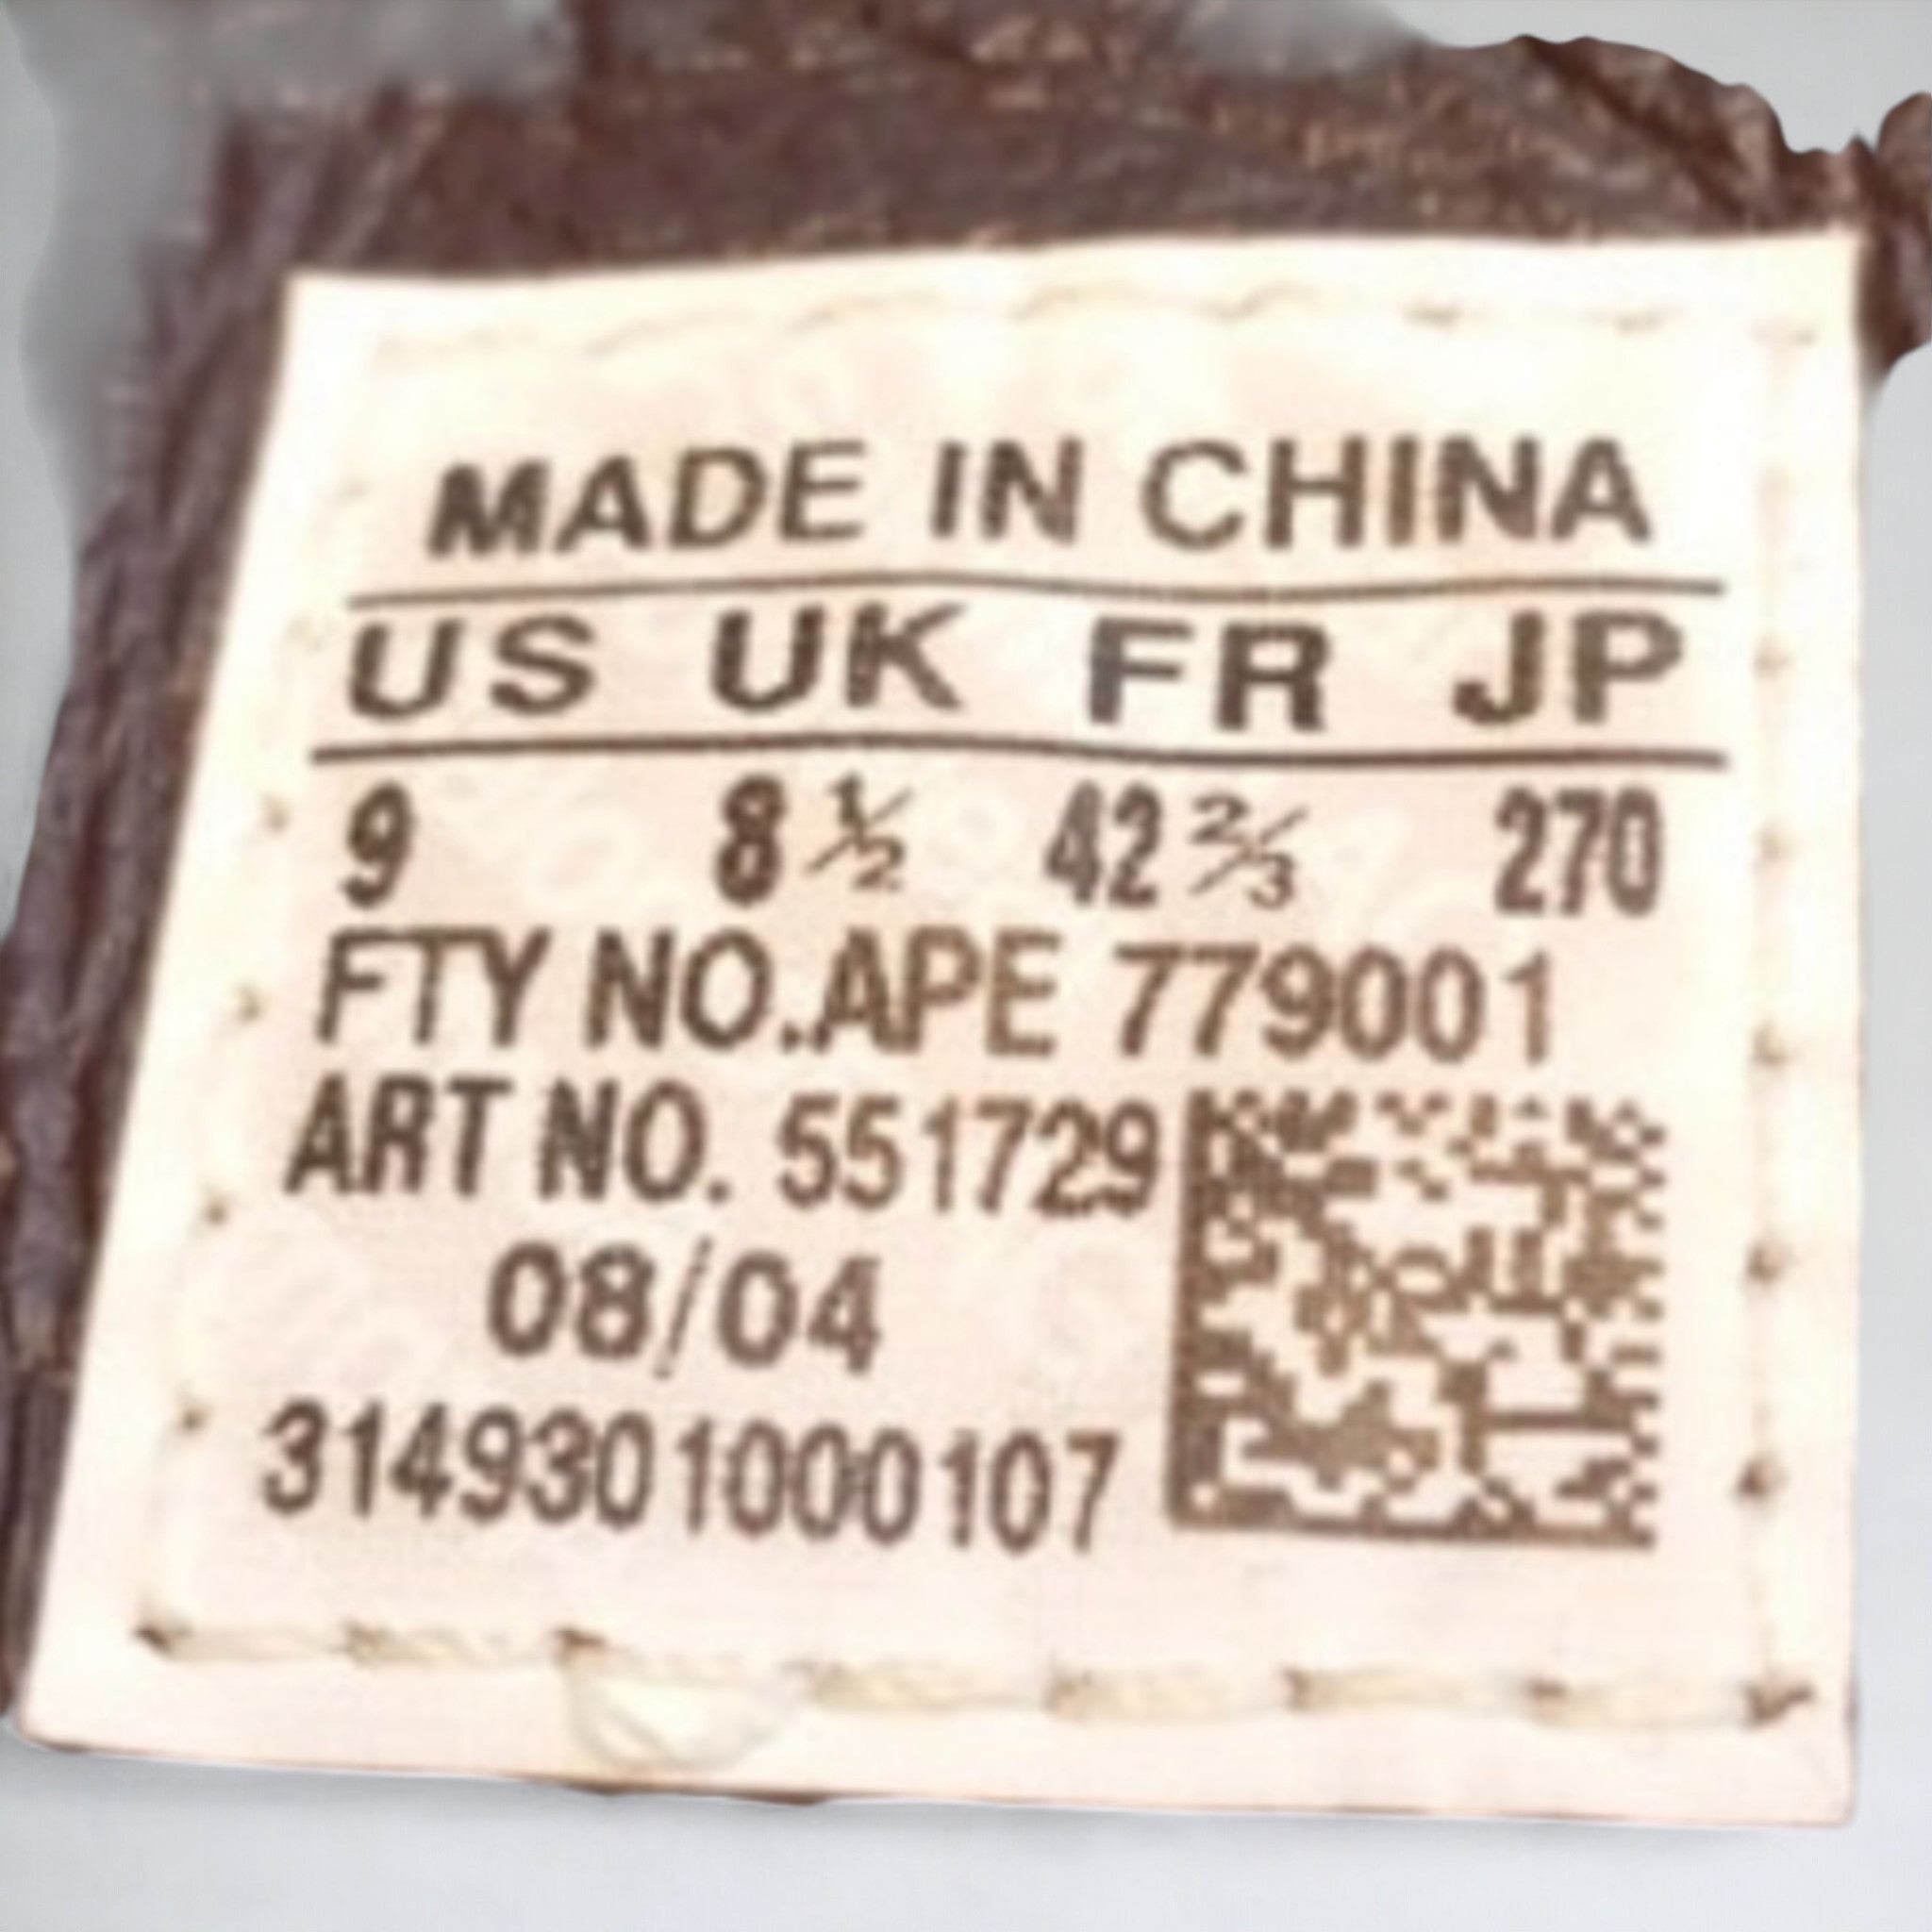 MADE IN CHINA
US UK FR JP
9 8½ 42⅔ 270
FTY NO.APE 779001
ART NO. 551729
08/04
3149301000107